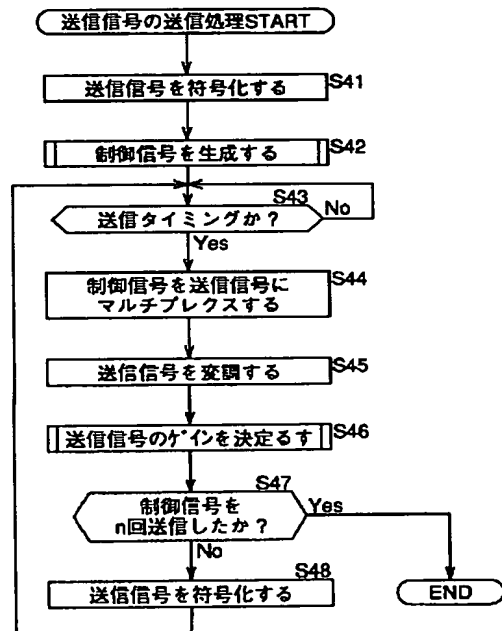 送信信号の送信処理START
送信信号を符号化する
S41
制御信号を生成する
S42
S43
送信タイミングか？
No
Yes
制御信号を送信信号に
マルチプレクスする
S44
送信信号を変調する
S45
送信信号のゲインを決定るす
S46
S47
制御信号を
n回送信したか？
Yes
No
S48
送信信号を符号化する
END